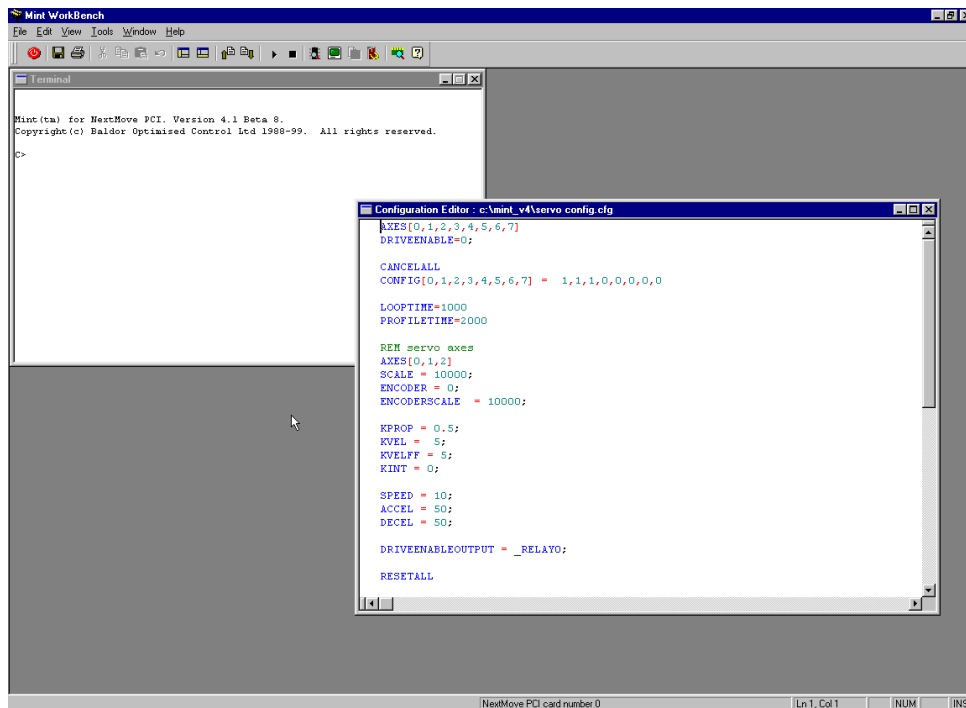 Mint WorkBench
File Edit View Tools Window Help
Terminal
Mint(tm) for NextMove PCI. Version 4.1 Beta 8.
Copyright(c) Baldor Optimised Control Ltd 1988-99. All rights reserved.
C>
Configuration Editor : c:\mint_v4\servo config.cfg
AXES[0,1,2,3,4,5,6,7]
DRIVEENABLE=0;
CANCELALL
CONFIG[0,1,2,3,4,5,6,7] = 1,1,1,0,0,0,0,0
LOOPTIME=1000
PROFILETIME=2000
REM servo axes
AXES[0,1,2]
SCALE = 10000;
ENCODER = 0;
ENCODERSCALE = 10000;
KPROP = 0.5;
KVEL = 5;
KVELFF = 5;
KINT = 0;
SPEED = 10;
ACCEL = 50;
DECEL = 50;
DRIVEENABLEOUTPUT = _RELAY0;
RESETALL
NextMove PCI card number 0
Ln 1, Col 1
NUM
INS